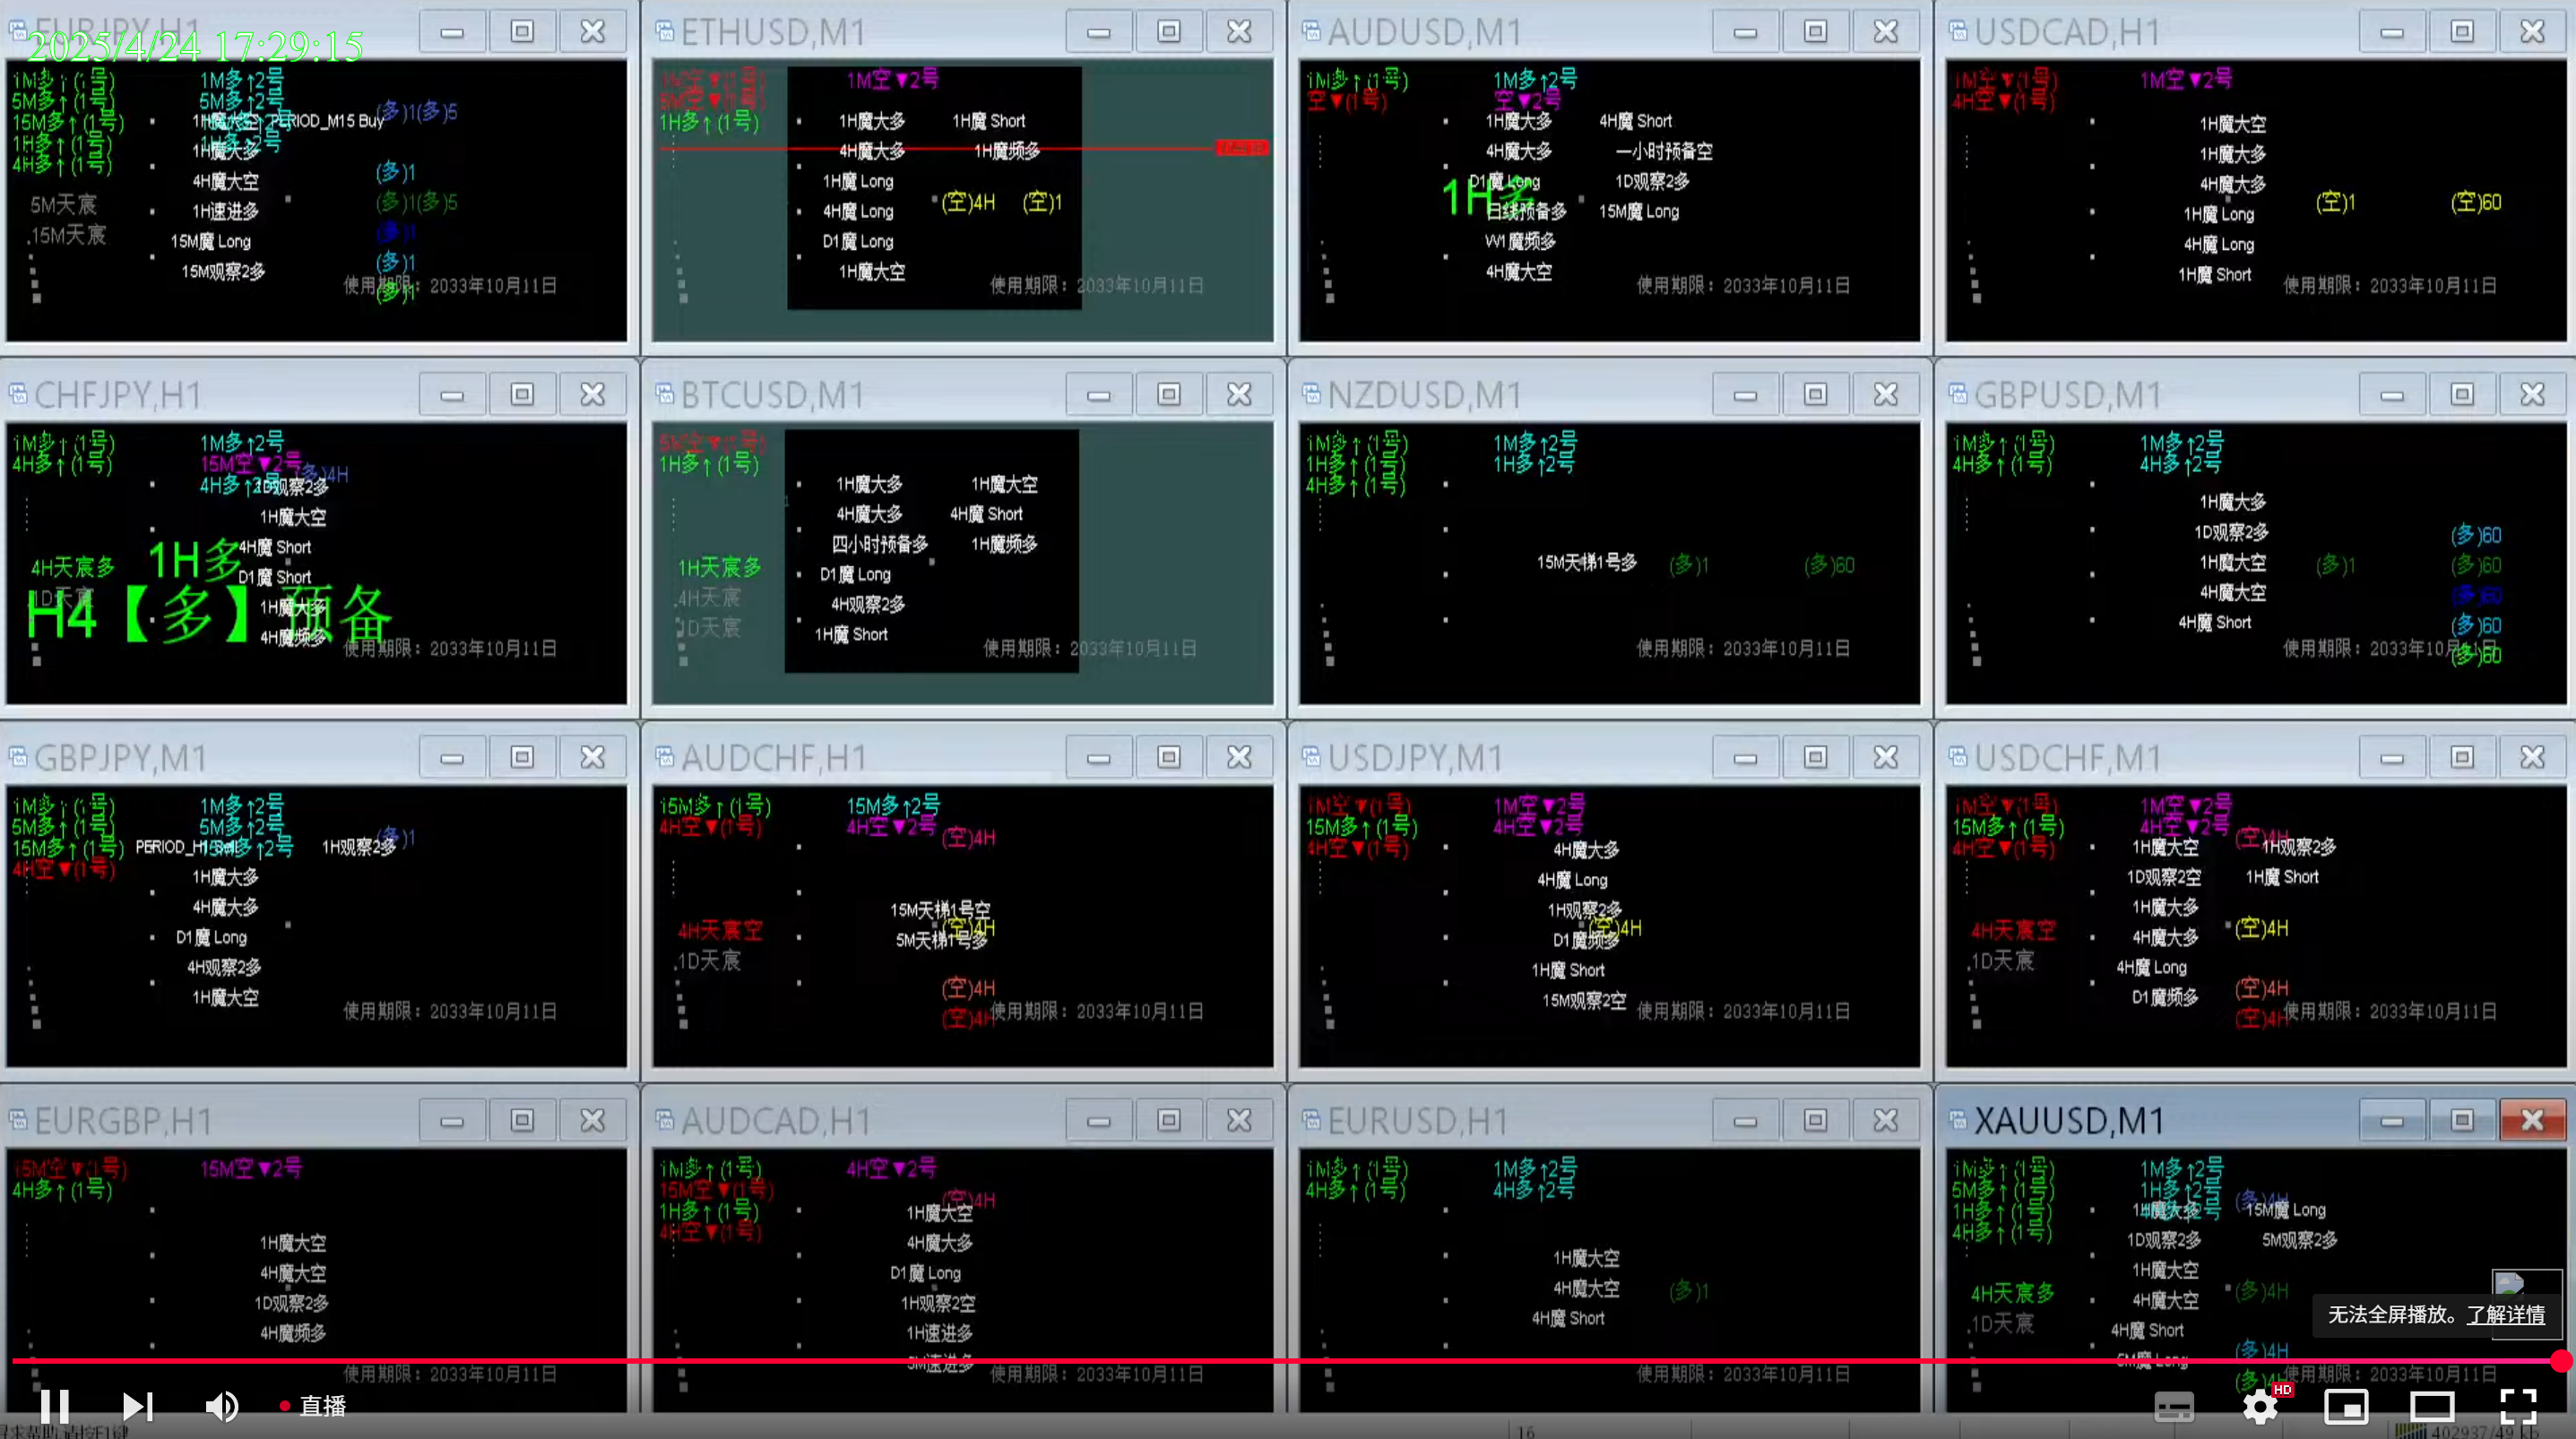 EURJPY,H1
2025/4/24 17:29:15
1M多↑(1号) 1M多↑2号
5M多↑(1号) 5M多↑2号
(多)1(多)5
15M多↑(1号) PERIOD_M15 Buy
1H多↑(1号)
1H魔大多
4H多↑(1号)
(多)1
4H魔大空
5M天宸 (多)1(多)5
1H速进多
.15M天宸 (多)1
15M魔 Long
(多)1
15M观察2多
使用期限：2033年10月11日
(多)1
ETHUSD,M1
1M空▼(1号) 1M空▼2号
5M空▼(1号)
1H多↑(1号) 1H魔大多 1H魔 Short
4H魔大多 1H魔频多
1H魔 Long
(空)4H (空)1
4H魔 Long
D1魔 Long
1H魔大空
使用期限：2033年10月11日
AUDUSD,M1
1M多↑(1号) 1M多↑2号
空▼(1号) 空▼2号
1H魔大多 4H魔 Short
4H魔大多 一小时预备空
D1魔 Long 1D观察2多
1H多
日线预备多 15M魔 Long
W1魔频多
4H魔大空
使用期限：2033年10月11日
USDCAD,H1
1M空▼(1号) 1M空▼2号
4H空▼(1号)
1H魔大空
1H魔大多
4H魔大多
(空)1 (空)60
1H魔 Long
4H魔 Long
1H魔 Short
使用期限：2033年10月11日
CHFJPY,H1
1M多↑(1号) 1M多↑2号
4H多↑(1号) 15M空▼2号
(多)4H
4H多↑2号 1D观察2多
1H魔大空
4H魔 Short
1H多
4H天宸多
D1魔 Short
1D天宸
1H魔大多
H4【多】预备
4H魔频多
使用期限：2033年10月11日
BTCUSD,M1
5M空▼(1号)
1H多↑(1号)
1H魔大多 1H魔大空
4H魔大多 4H魔 Short
四小时预备多 1H魔频多
1H天宸多
D1魔 Long
.4H天宸 4H观察2多
1D天宸 1H魔 Short
使用期限：2033年10月11日
NZDUSD,M1
1M多↑(1号) 1M多↑2号
1H多↑(1号) 1H多↑2号
4H多↑(1号)
15M天梯1号多 (多)1 (多)60
使用期限：2033年10月11日
GBPUSD,M1
1M多↑(1号) 1M多↑2号
4H多↑(1号) 4H多↑2号
1H魔大多
1D观察2多 (多)60
1H魔大空 (多)1 (多)60
4H魔大空 (多)60
4H魔 Short (多)60
使用期限：2033年10月11日
(多)60
GBPJPY,M1
1M多↑(1号) 1M多↑2号
5M多↑(1号) 5M多↑2号
(多)1
15M多↑(1号) PERIOD_H1 15M多↑2号 1H观察2多
4H空▼(1号)
1H魔大多
4H魔大多
D1魔 Long
4H观察2多
1H魔大空
使用期限：2033年10月11日
AUDCHF,H1
15M多↑(1号) 15M多↑2号
4H空▼(1号) 4H空▼2号
(空)4H
15M天梯1号空
4H天宸空 (空)4H
5M天梯1号多
.1D天宸
(空)4H
(空)4H
使用期限：2033年10月11日
USDJPY,M1
1M空▼(1号) 1M空▼2号
15M多↑(1号) 4H空▼2号
4H空▼(1号) 4H魔大多
4H魔 Long
1H观察2多
(空)4H
D1魔频多
1H魔 Short
15M观察2空
使用期限：2033年10月11日
USDCHF,M1
1M空▼(1号) 1M空▼2号
15M多↑(1号) 4H空▼2号
(空)4H
4H空▼(1号) 1H魔大空 1H观察2多
1D观察2空 1H魔 Short
1H魔大多
4H天宸空 (空)4H
4H魔大多
.1D天宸 4H魔 Long
(空)4H
D1魔频多
(空)4H
使用期限：2033年10月11日
EURGBP,H1
15M空▼(1号) 15M空▼2号
4H多↑(1号)
1H魔大空
4H魔大空
1D观察2多
4H魔频多
使用期限：2033年10月11日
AUDCAD,H1
1M多↑(1号) 4H空▼2号
15M空▼(1号)
(空)4H
1H多↑(1号) 1H魔大空
4H空▼(1号) 4H魔大多
D1魔 Long
1H观察2空
1H速进多
5M速进多
使用期限：2033年10月11日
EURUSD,H1
1M多↑(1号) 1M多↑2号
4H多↑(1号) 4H多↑2号
1H魔大空
4H魔大空 (多)1
4H魔 Short
使用期限：2033年10月11日
XAUUSD,M1
1M多↑(1号) 1M多↑2号
5M多↑(1号) 1H多↑2号
(多)4H
1H多↑(1号) 1H魔大多 15M魔 Long
4H多↑(1号) 1D观察2多 5M观察2多
1H魔大空
4H天宸多 4H魔大空 (多)4H
.1D天宸 4H魔 Short
5M魔 Long (多)4H
(多)4H
使用期限：2033年10月11日
无法全屏播放。了解详情
直播
HD
16
402937/49 kb